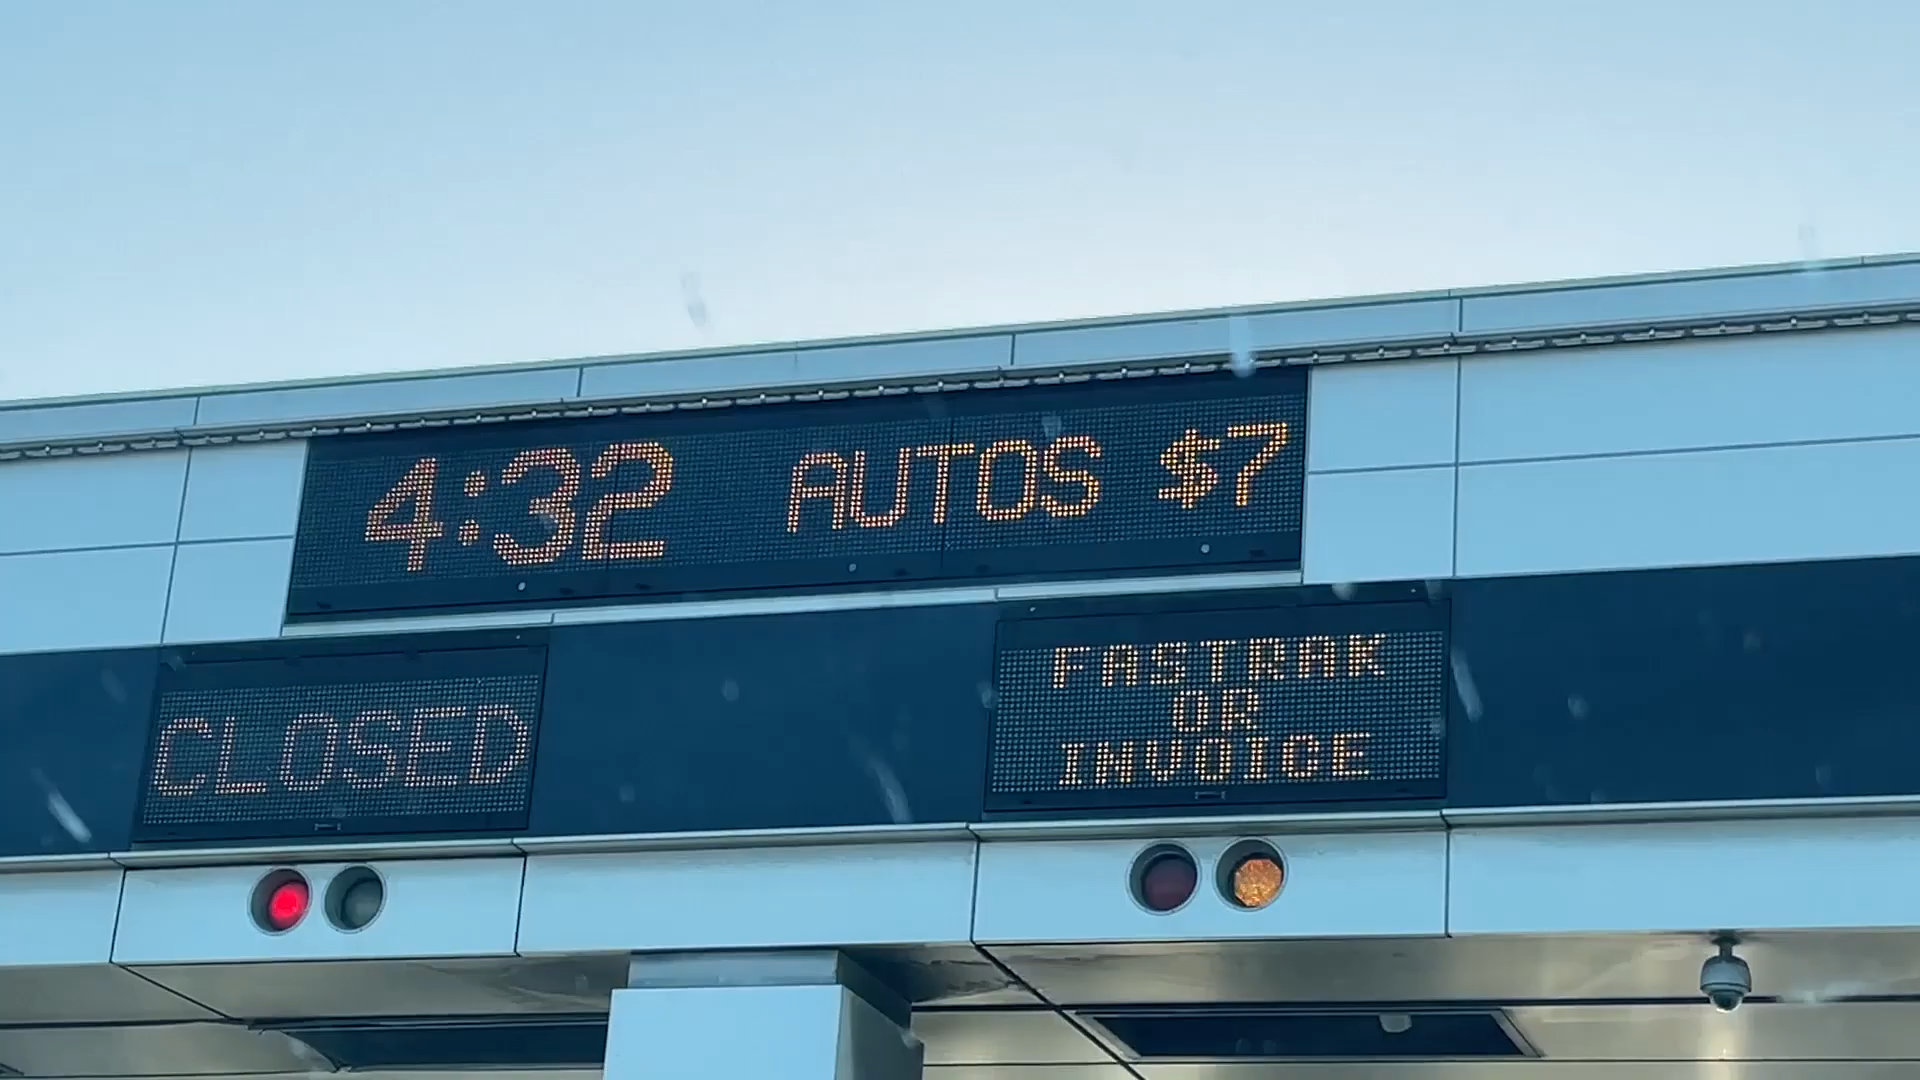 4:32 AUTOS $7
CLOSED
FASTRAK
OR
INVOICE